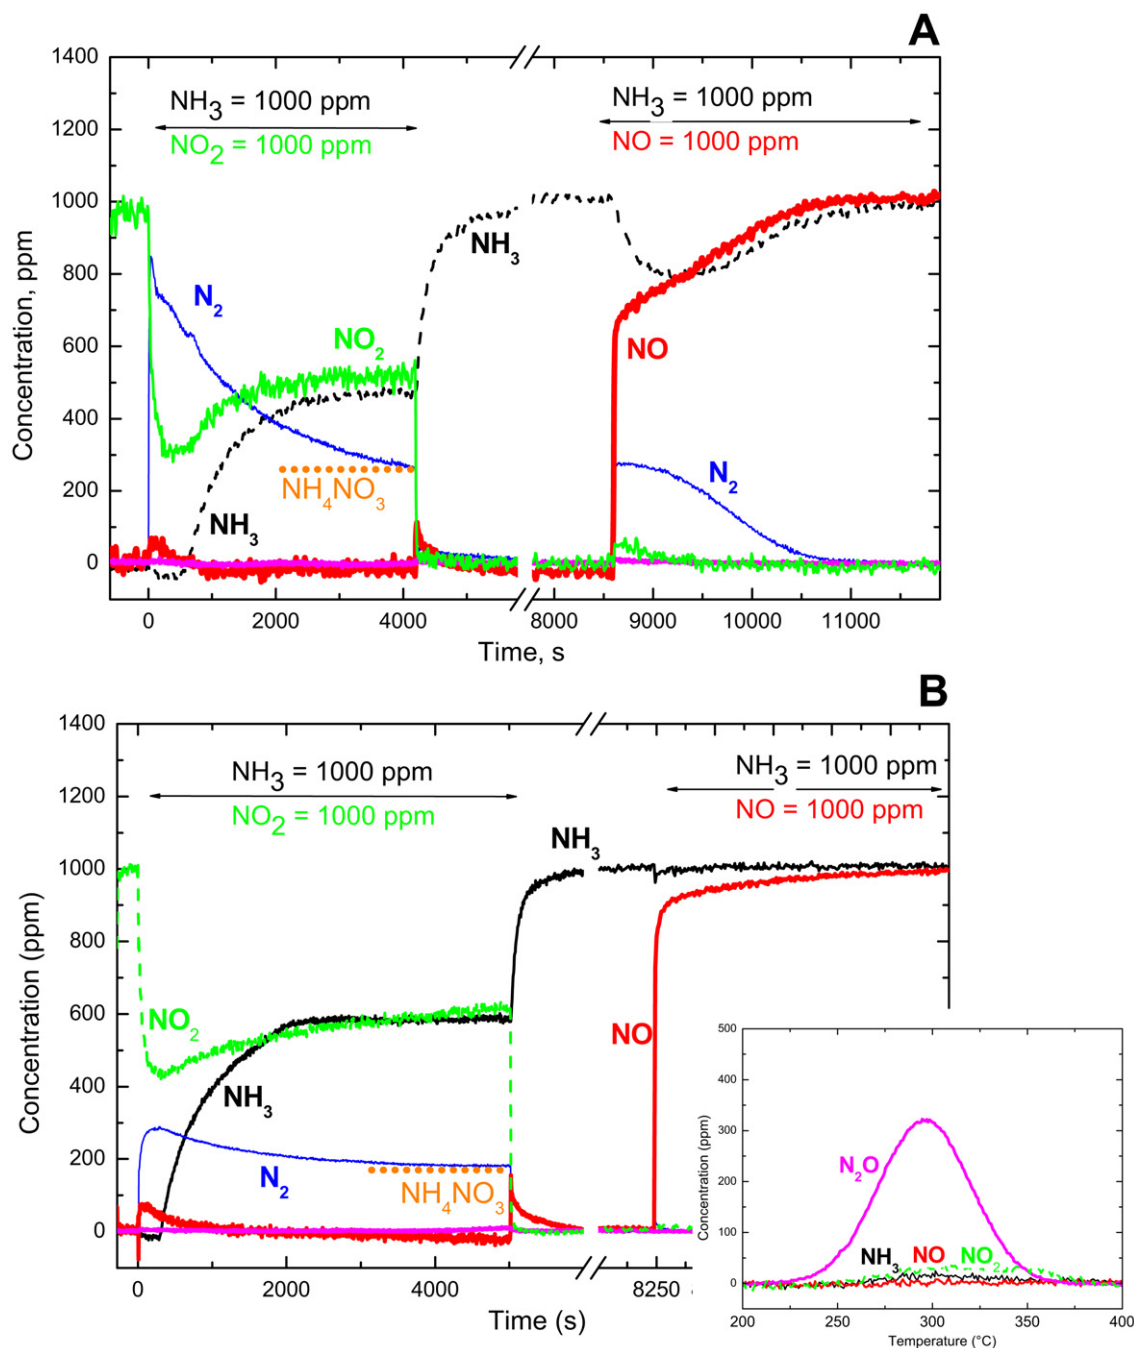 A
1400
1200
1000
800
600
400
200
0
Concentration, ppm
NH₃ = 1000 ppm
NO₂ = 1000 ppm
NH₃ = 1000 ppm
NO = 1000 ppm
N₂
NO₂
NH₃
NH₄NO₃
NH₃
NO
N₂
0 2000 4000 8000 9000 10000 11000
Time, s
B
1400
1200
1000
800
600
400
200
0
Concentration (ppm)
NH₃ = 1000 ppm
NO₂ = 1000 ppm
NH₃ = 1000 ppm
NO = 1000 ppm
NH₃
NO₂
NH₃
N₂
NH₄NO₃
NO
0 2000 4000 8250
Time (s)
500
400
300
200
100
0
Concentration (ppm)
N₂O
NH₃ NO NO₂
200 250 300 350 400
Temperature (°C)